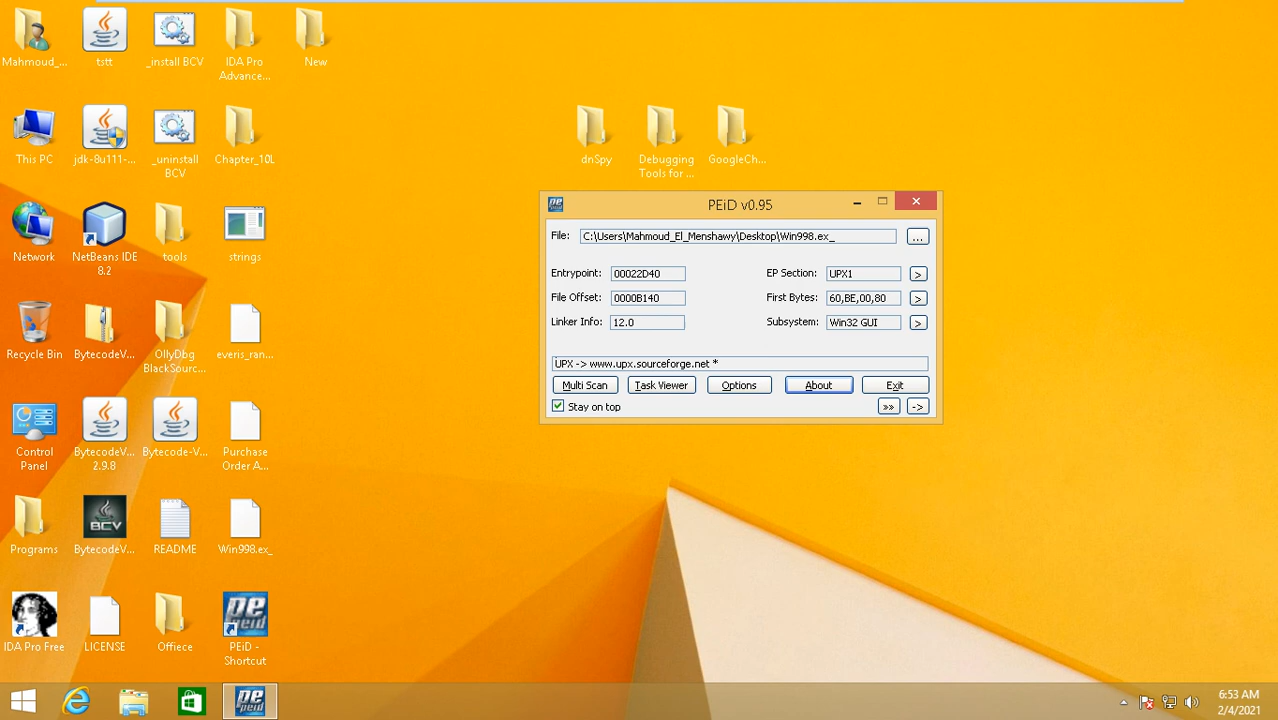 Mahmoud_...
tstt
_install BCV
IDA Pro
Advance...
New
This PC
jdk-8u111-...
_uninstall
BCV
Chapter_10L
dnSpy
Debugging
Tools for ...
GoogleCh...
Network
NetBeans IDE
8.2
tools
strings
Recycle Bin
BytecodeV...
OllyDbg
BlackSourc...
everis_ran...
Control
Panel
BytecodeV...
2.9.8
Bytecode-V...
Purchase
Order A...
Programs
BCV
BytecodeV...
README
Win998.ex_
IDA Pro Free
LICENSE
Offiece
PEiD -
Shortcut
PEiD v0.95
File: C:\Users\Mahmoud_El_Menshawy\Desktop\Win998.ex_ ...
Entrypoint: 00022D40 EP Section: UPX1 >
File Offset: 0000B140 First Bytes: 60,BE,00,80 >
Linker Info: 12.0 Subsystem: Win32 GUI >
UPX -> www.upx.sourceforge.net *
Multi Scan Task Viewer Options About Exit
Stay on top >> ->
6:53 AM
2/4/2021